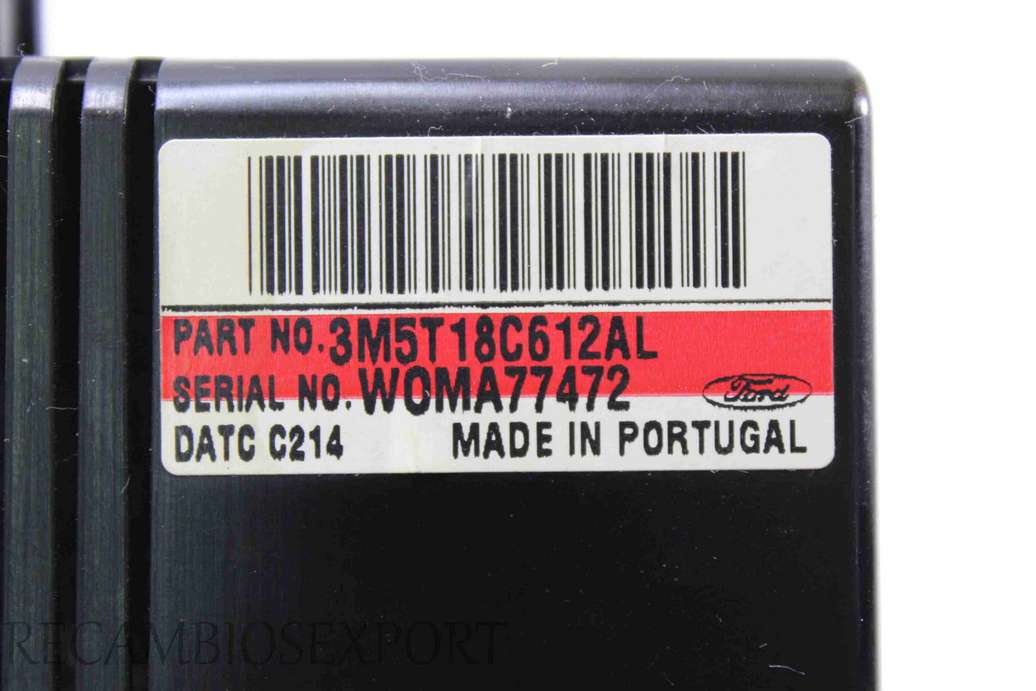 PART NO. 3M5T18C612AL
SERIAL NO. WOMA77472
Ford
DATC C214 MADE IN PORTUGAL
RECAMBIOSEXPORT